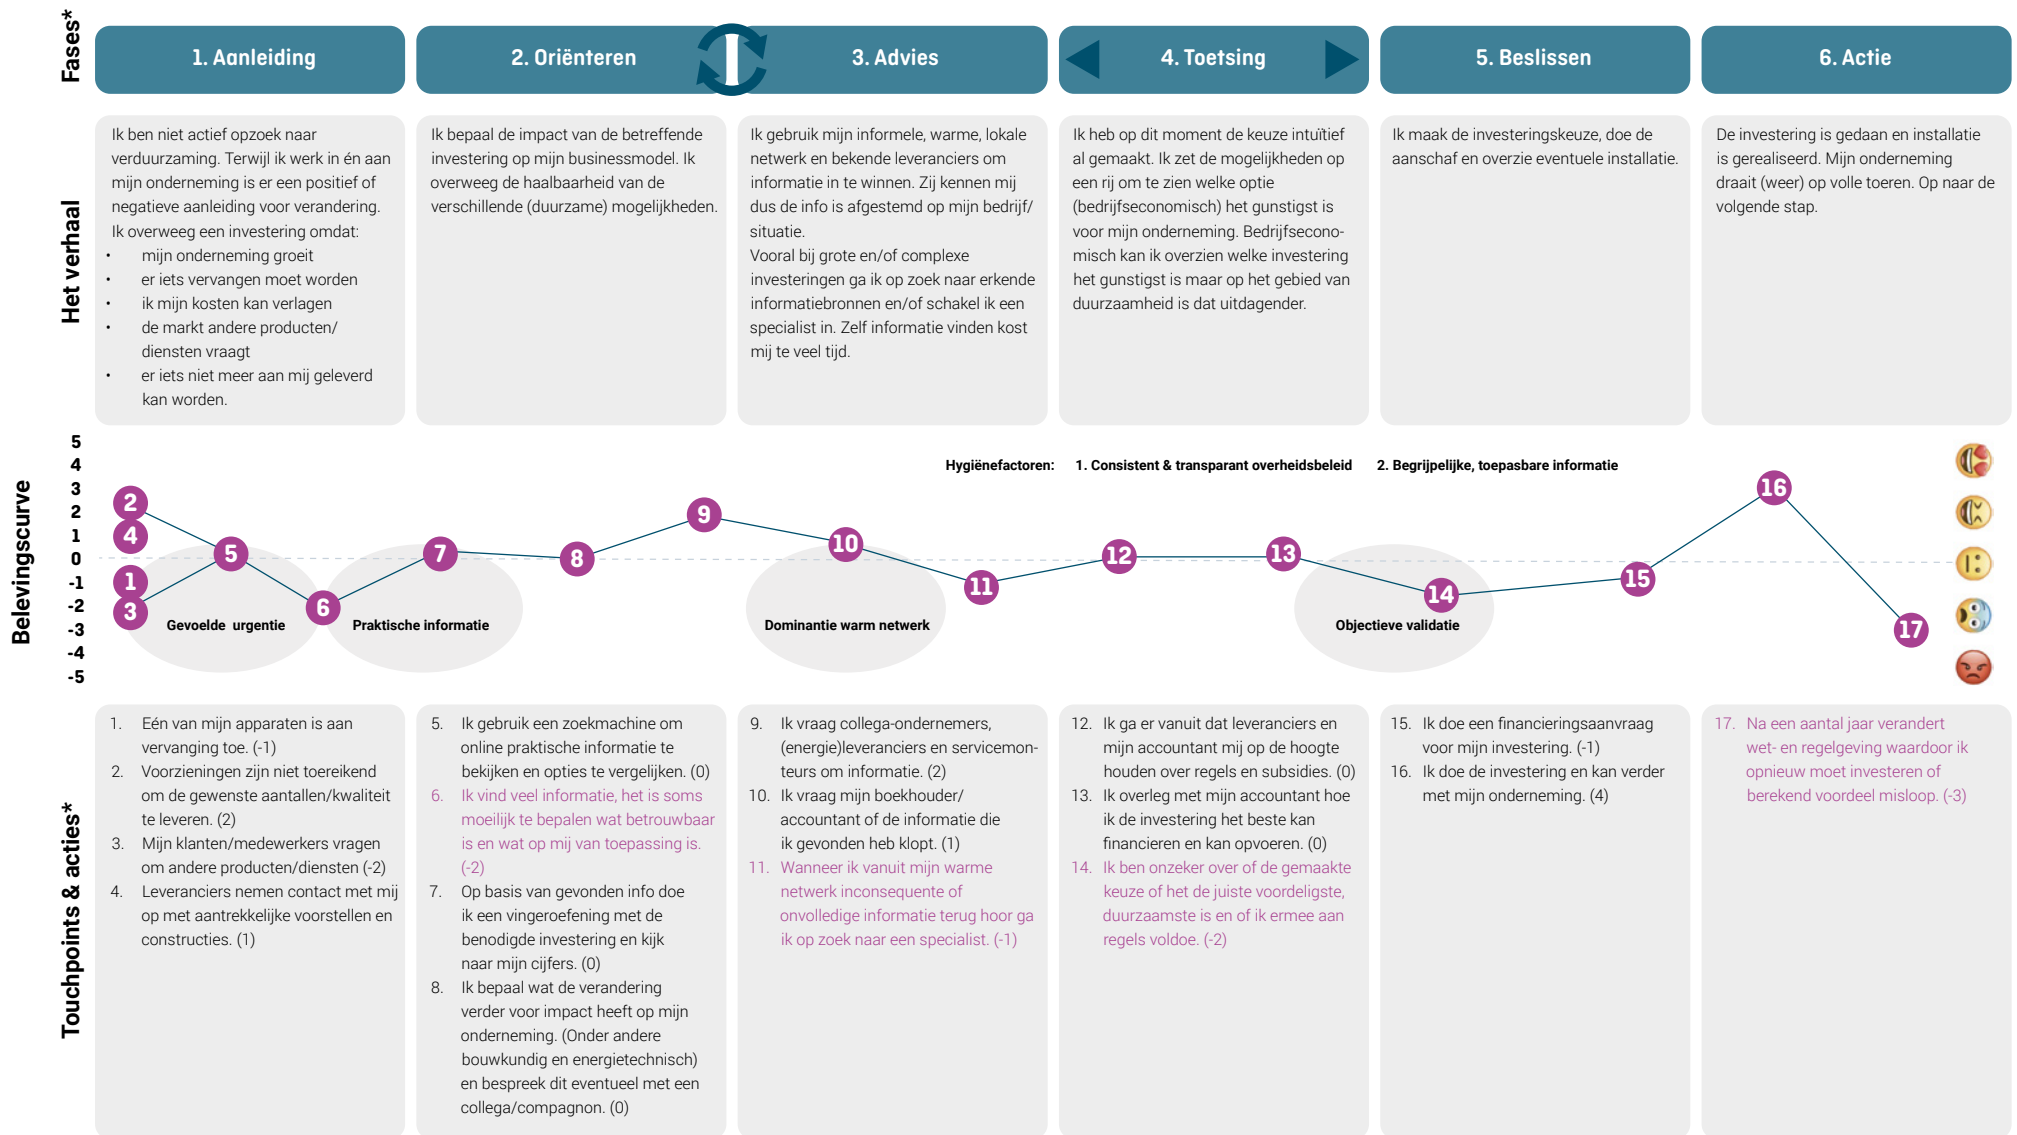 Fases*
1. Aanleiding
2. Oriënteren
3. Advies
4. Toetsing
5. Beslissen
6. Actie
Het verhaal
Ik ben niet actief opzoek naar
verduurzaming. Terwijl ik werk in én aan
mijn onderneming is er een positief of
negatieve aanleiding voor verandering.
Ik overweeg een investering omdat:
• mijn onderneming groeit
• er iets vervangen moet worden
• ik mijn kosten kan verlagen
• de markt andere producten/
diensten vraagt
• er iets niet meer aan mij geleverd
kan worden.
Ik bepaal de impact van de betreffende
investering op mijn businessmodel. Ik
overweeg de haalbaarheid van de
verschillende (duurzame) mogelijkheden.
Ik gebruik mijn informele, warme, lokale
netwerk en bekende leveranciers om
informatie in te winnen. Zij kennen mij
dus de info is afgestemd op mijn bedrijf/
situatie.
Vooral bij grote en/of complexe
investeringen ga ik op zoek naar erkende
informatiebronnen en/of schakel ik een
specialist in. Zelf informatie vinden kost
mij te veel tijd.
Ik heb op dit moment de keuze intuïtief
al gemaakt. Ik zet de mogelijkheden op
een rij om te zien welke optie
(bedrijfseconomisch) het gunstigst is
voor mijn onderneming. Bedrijfsecono-
misch kan ik overzien welke investering
het gunstigst is maar op het gebied van
duurzaamheid is dat uitdagender.
Ik maak de investeringskeuze, doe de
aanschaf en overzie eventuele installatie.
De investering is gedaan en installatie
is gerealiseerd. Mijn onderneming
draait (weer) op volle toeren. Op naar de
volgende stap.
Belevingscurve
5
4
3
2
1
0
-1
-2
-3
-4
-5
Hygiënefactoren: 1. Consistent & transparant overheidsbeleid 2. Begrijpelijke, toepasbare informatie
2
4
1
3
5
6
7
8
9
10
11
12
13
14
15
16
17
Gevoelde urgentie
Praktische informatie
Dominantie warm netwerk
Objectieve validatie
Touchpoints & acties*
1. Eén van mijn apparaten is aan
vervanging toe. (-1)
2. Voorzieningen zijn niet toereikend
om de gewenste aantallen/kwaliteit
te leveren. (2)
3. Mijn klanten/medewerkers vragen
om andere producten/diensten (-2)
4. Leveranciers nemen contact met mij
op met aantrekkelijke voorstellen en
constructies. (1)
5. Ik gebruik een zoekmachine om
online praktische informatie te
bekijken en opties te vergelijken. (0)
6. Ik vind veel informatie, het is soms
moeilijk te bepalen wat betrouwbaar
is en wat op mij van toepassing is.
(-2)
7. Op basis van gevonden info doe
ik een vingeroefening met de
benodigde investering en kijk
naar mijn cijfers. (0)
8. Ik bepaal wat de verandering
verder voor impact heeft op mijn
onderneming. (Onder andere
bouwkundig en energietechnisch)
en bespreek dit eventueel met een
collega/compagnon. (0)
9. Ik vraag collega-ondernemers,
(energie)leveranciers en servicemon-
teurs om informatie. (2)
10. Ik vraag mijn boekhouder/
accountant of de informatie die
ik gevonden heb klopt. (1)
11. Wanneer ik vanuit mijn warme
netwerk inconsequente of
onvolledige informatie terug hoor ga
ik op zoek naar een specialist. (-1)
12. Ik ga er vanuit dat leveranciers en
mijn accountant mij op de hoogte
houden over regels en subsidies. (0)
13. Ik overleg met mijn accountant hoe
ik de investering het beste kan
financieren en kan opvoeren. (0)
14. Ik ben onzeker over of de gemaakte
keuze of het de juiste voordeligste,
duurzaamste is en of ik ermee aan
regels voldoe. (-2)
15. Ik doe een financieringsaanvraag
voor mijn investering. (-1)
16. Ik doe de investering en kan verder
met mijn onderneming. (4)
17. Na een aantal jaar verandert
wet- en regelgeving waardoor ik
opnieuw moet investeren of
berekend voordeel misloop. (-3)